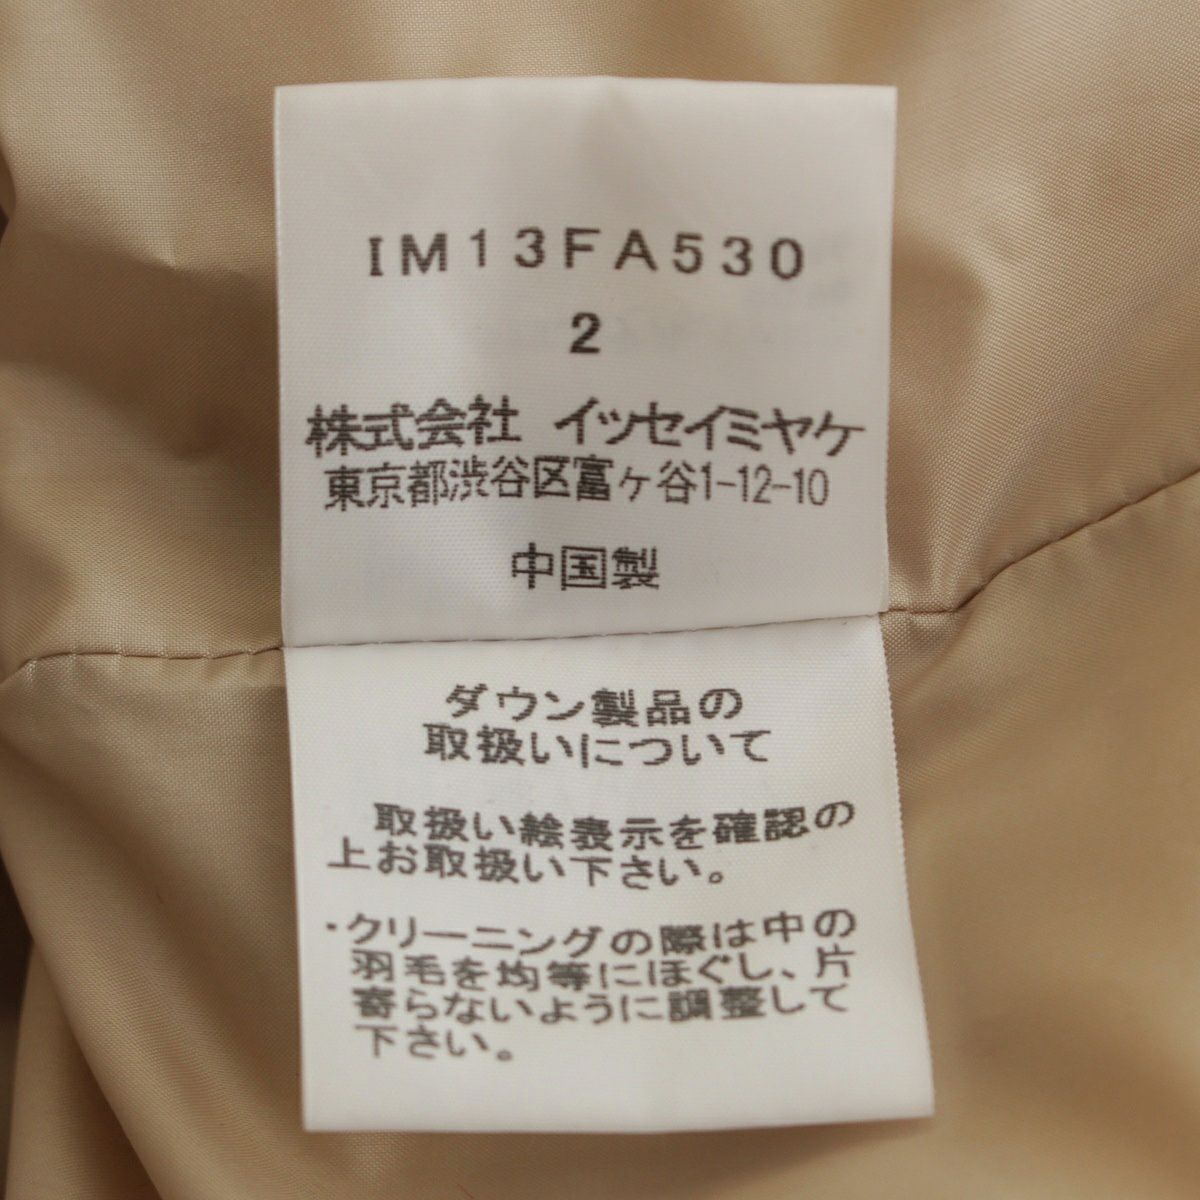 IM13FA530
2
株式会社 イッセイミヤケ
東京都渋谷区富ヶ谷1-12-10
中国製
ダウン製品の
取扱いについて
取扱い絵表示を確認の
上お取扱い下さい。
・クリーニングの際は中の
羽毛を均等にほぐし、片
寄らないように調整して
下さい。